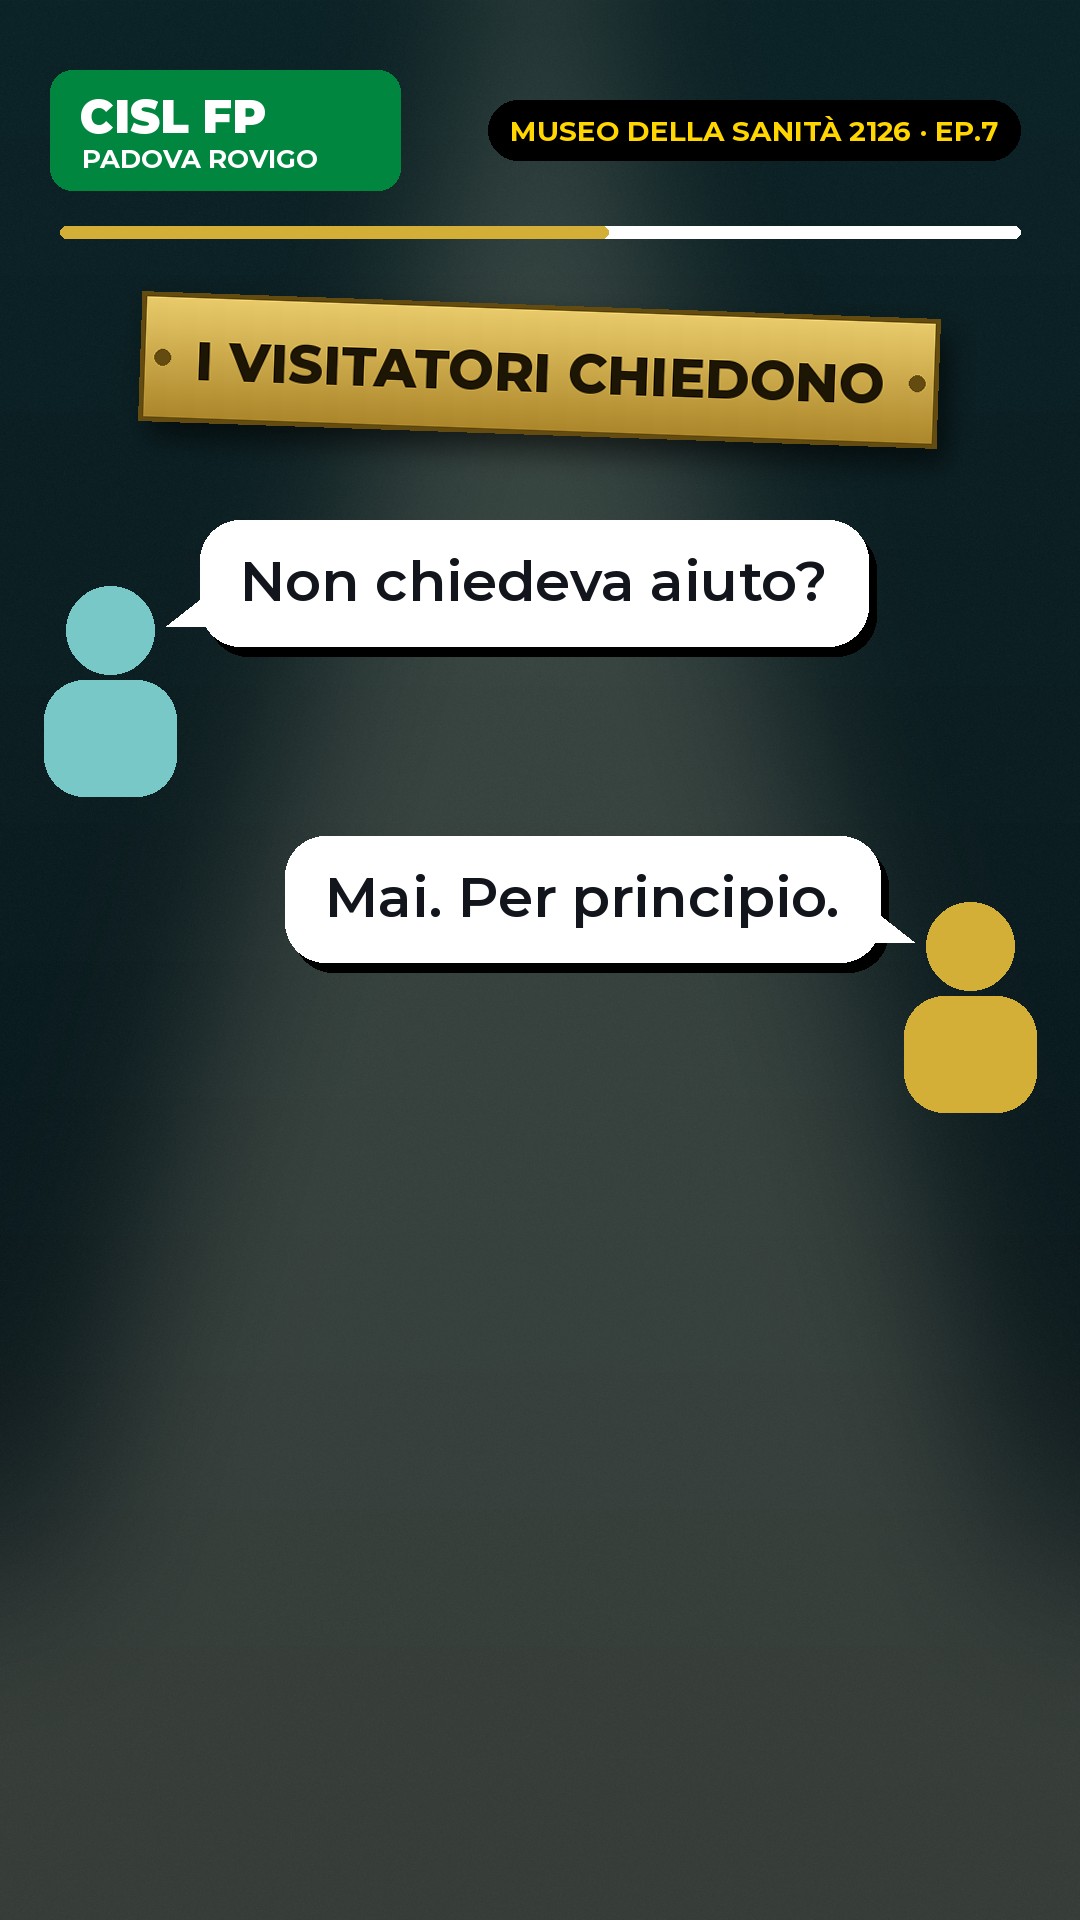 CISL FP
PADOVA ROVIGO
MUSEO DELLA SANITÀ 2126 · EP.7
I VISITATORI CHIEDONO
Non chiedeva aiuto?
Mai. Per principio.